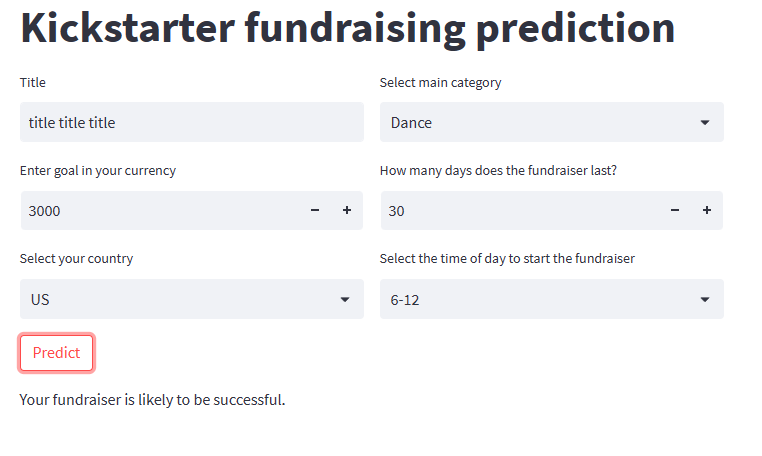 Kickstarter fundraising prediction
Title
Select main category
title title title
Dance
Enter goal in your currency
How many days does the fundraiser last?
3000
30
Select your country
Select the time of day to start the fundraiser
US
6-12
Predict
Your fundraiser is likely to be successful.